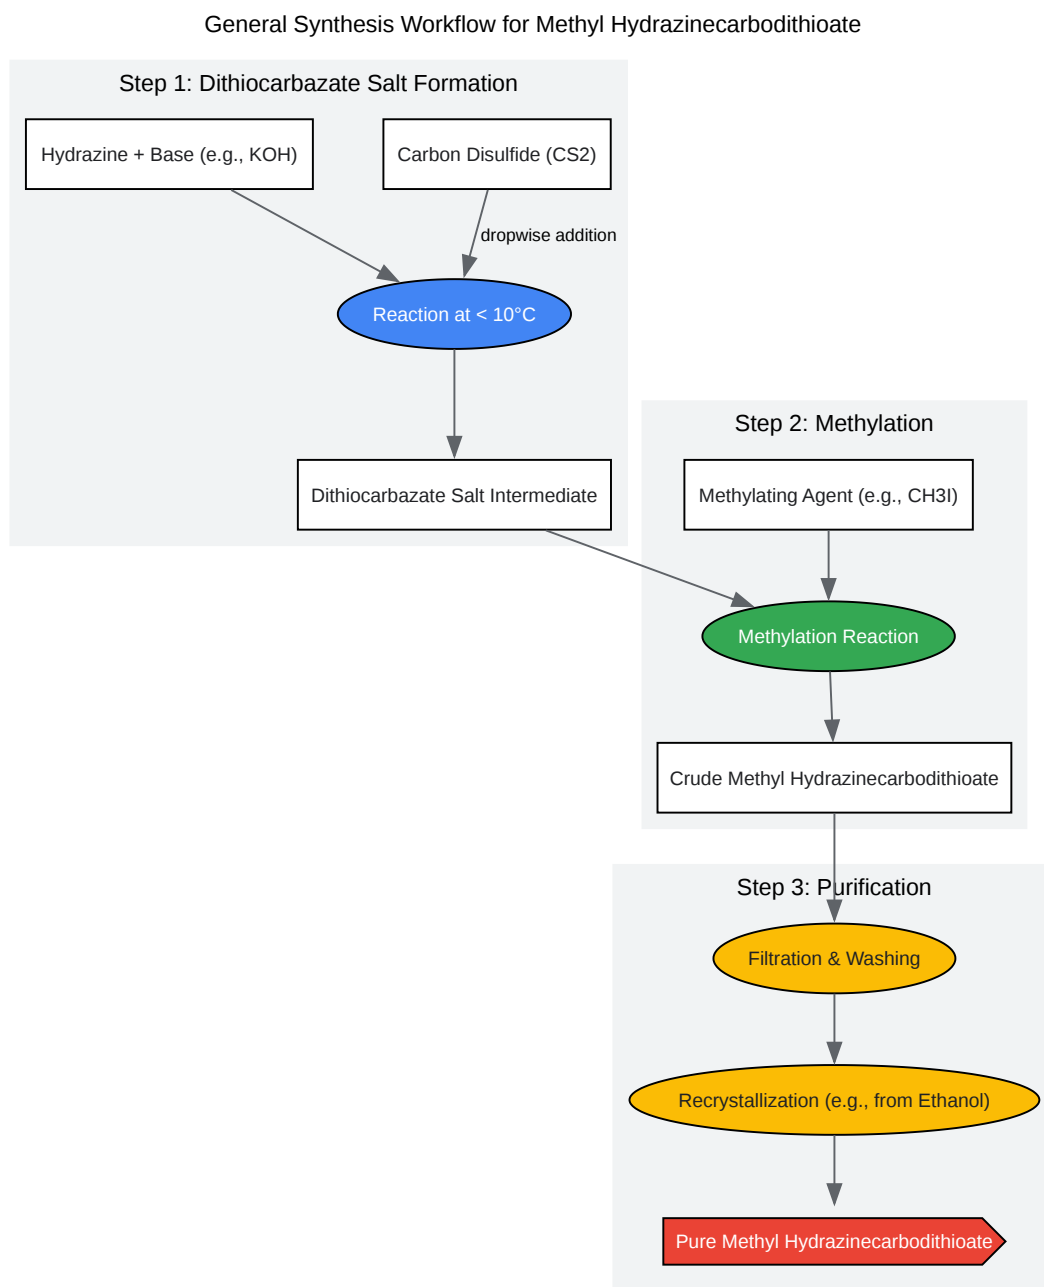 General Synthesis Workflow for Methyl Hydrazinecarbodithioate
Step 1: Dithiocarbazate Salt Formation
Hydrazine + Base (e.g., KOH)
Carbon Disulfide (CS2)
dropwise addition
Reaction at < 10°C
Dithiocarbazate Salt Intermediate
Step 2: Methylation
Methylating Agent (e.g., CH3I)
Methylation Reaction
Crude Methyl Hydrazinecarbodithioate
Step 3: Purification
Filtration & Washing
Recrystallization (e.g., from Ethanol)
Pure Methyl Hydrazinecarbodithioate